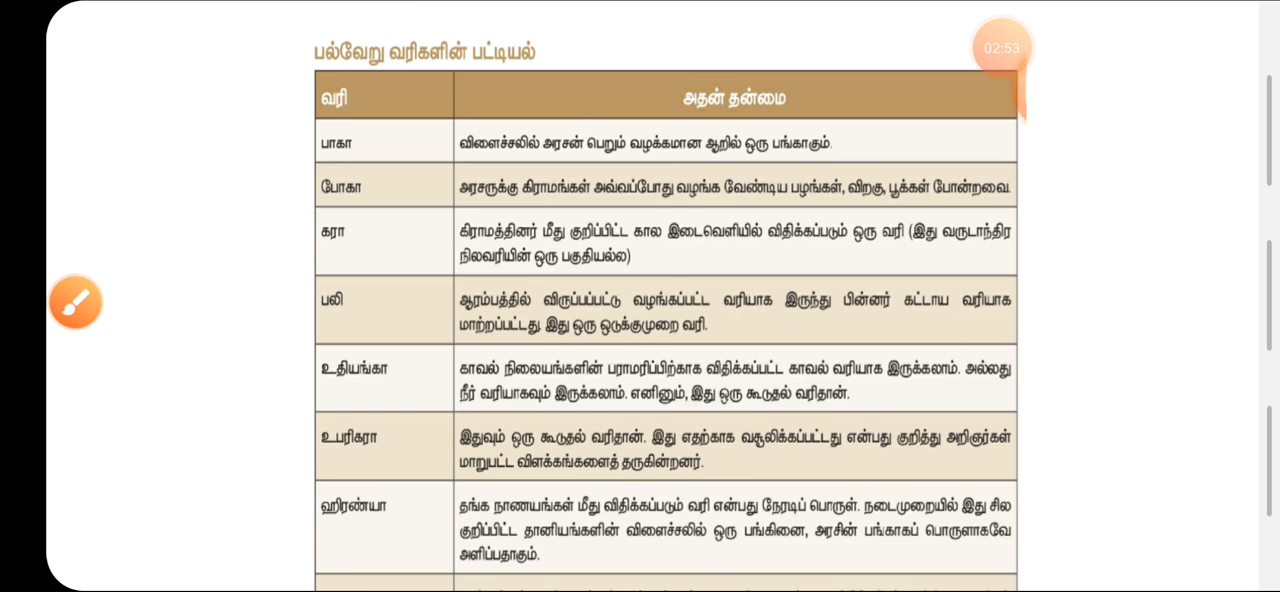 பல்வேறு வரிகளின் பட்டியல்
02:53
வரி அதன் தன்மை
பாகா விளைச்சலில் அரசன் பெறும் வழக்கமான ஆறில் ஒரு பங்காகும்.
போகா அரசருக்கு கிராமங்கள் அவ்வப்போது வழங்க வேண்டிய பழங்கள், விறகு, பூக்கள் போன்றவை.
கரா கிராமத்தினர் மீது குறிப்பிட்ட கால இடைவெளியில் விதிக்கப்படும் ஒரு வரி (இது வருடாந்திர
நிலவரியின் ஒரு பகுதியல்ல)
பலி ஆரம்பத்தில் விருப்பப்பட்டு வழங்கப்பட்ட வரியாக இருந்து பின்னர் கட்டாய வரியாக
மாற்றப்பட்டது. இது ஒரு ஒடுக்குமுறை வரி.
உதியங்கா காவல் நிலையங்களின் பராமரிப்பிற்காக விதிக்கப்பட்ட காவல் வரியாக இருக்கலாம். அல்லது
நீர் வரியாகவும் இருக்கலாம். எனினும், இது ஒரு கூடுதல் வரிதான்.
உபரிகரா இதுவும் ஒரு கூடுதல் வரிதான். இது எதற்காக வசூலிக்கப்பட்டது என்பது குறித்து அறிஞர்கள்
மாறுபட்ட விளக்கங்களைத் தருகின்றனர்.
ஹிரண்யா தங்க நாணயங்கள் மீது விதிக்கப்படும் வரி என்பது நேரடிப் பொருள். நடைமுறையில் இது சில
குறிப்பிட்ட தானியங்களின் விளைச்சலில் ஒரு பங்கினை, அரசின் பங்காகப் பொருளாகவே
அளிப்பதாகும்.